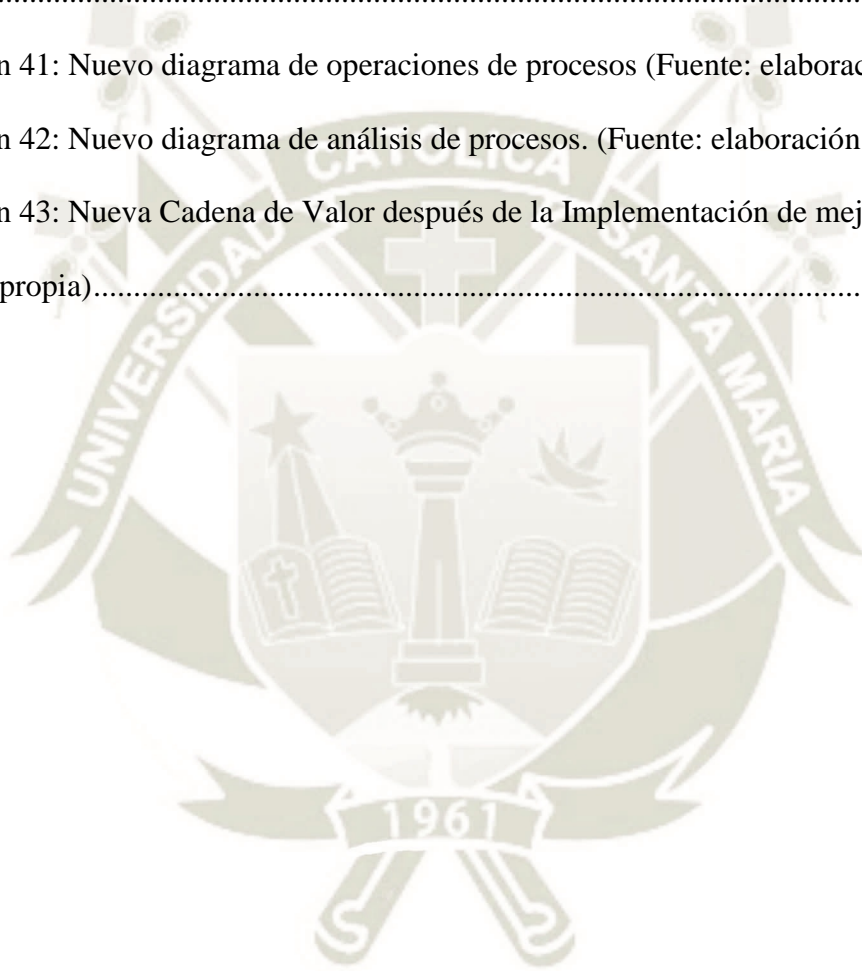 n 41: Nuevo diagrama de operaciones de procesos (Fuente: elaborac
n 42: Nuevo diagrama de análisis de procesos. (Fuente: elaboración
n 43: Nueva Cadena de Valor después de la Implementación de mej
propia)
UNIVERSIDAD CATOLICA SANTA MARIA
1961